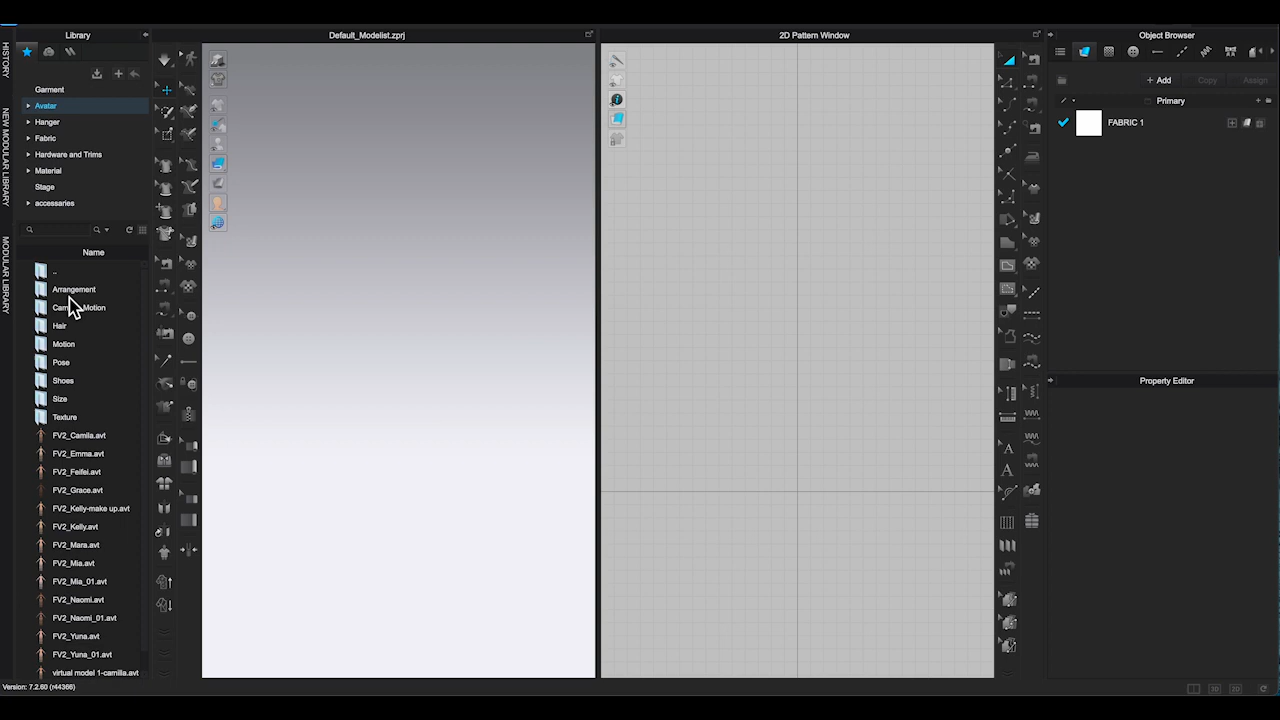 Library
Default_Modelist.zprj
2D Pattern Window
Object Browser
HISTORY
NEW MODULAR LIBRARY
MODULAR LIBRARY
Garment
Avatar
Hanger
Fabric
Hardware and Trims
Material
Stage
accessaries
Name
..
Arrangement
Motion
Hair
Motion
Pose
Shoes
Size
Texture
FV2_Camila.avt
FV2_Emma.avt
FV2_Feifei.avt
FV2_Grace.avt
FV2_Kelly-make up.avt
FV2_Kelly.avt
FV2_Mara.avt
FV2_Mia.avt
FV2_Mia_01.avt
FV2_Naomi.avt
FV2_Naomi_01.avt
FV2_Yuna.avt
FV2_Yuna_01.avt
virtual model 1-camilla.avt
Version: 7.2.60 (r44366)
+ Add
Copy
Assign
Primary
FABRIC 1
Property Editor